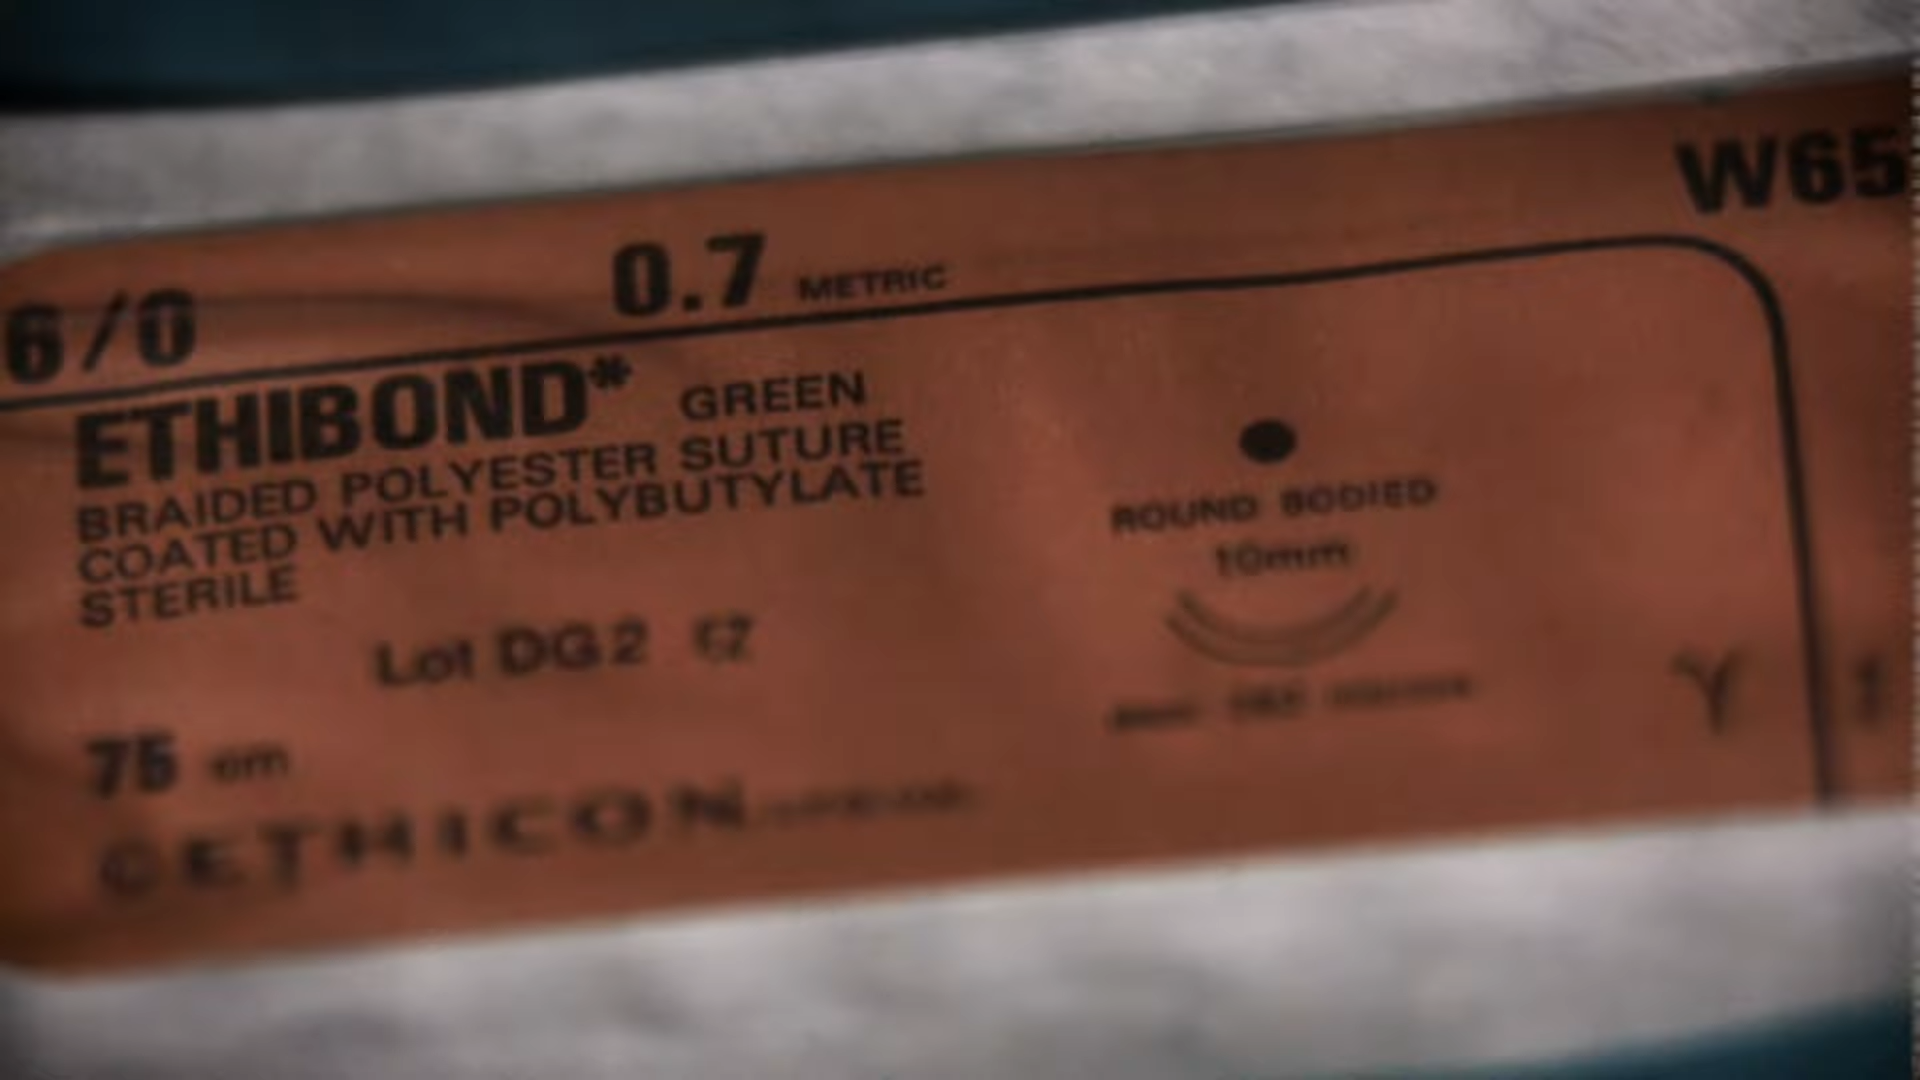 W65
6/0 0.7 METRIC
ETHIBOND* GREEN
BRAIDED POLYESTER SUTURE
COATED WITH POLYBUTYLATE
STERILE
ROUND BODIED
10mm
Lot DG2
75 cm
©ETHICON
γ